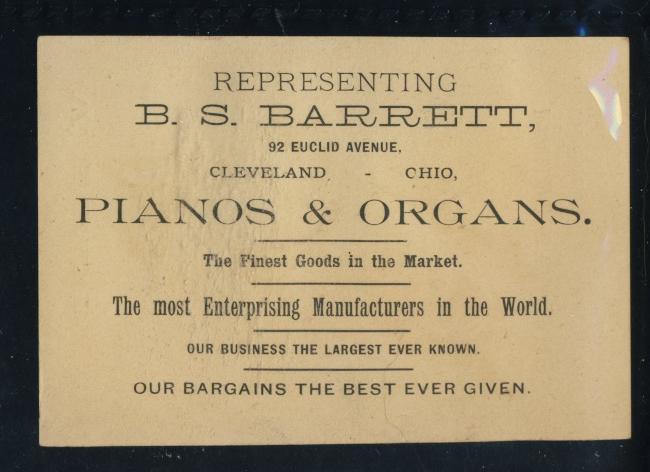 REPRESENTING
B. S. BARRETT,
92 EUCLID AVENUE,
CLEVELAND - OHIO,
PIANOS & ORGANS.
The Finest Goods in the Market.
The most Enterprising Manufacturers in the World.
OUR BUSINESS THE LARGEST EVER KNOWN.
OUR BARGAINS THE BEST EVER GIVEN.